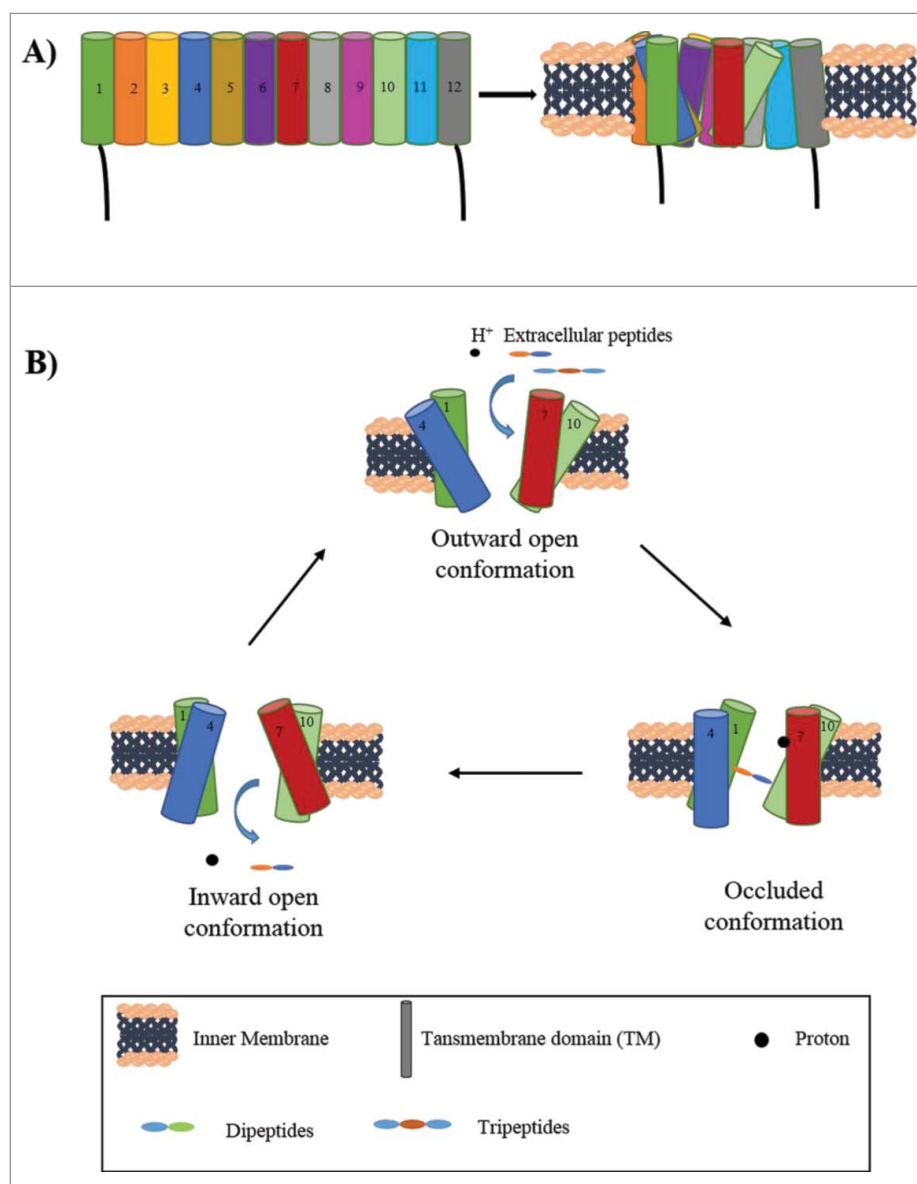 A)
1 2 3 4 5 6 7 8 9 10 11 12
B)
H⁺ Extracellular peptides
1
4
7
10
Outward open
conformation
1
4
7
10
Inward open
conformation
4
1
7
10
Occluded
conformation
Inner Membrane
Tansmembrane domain (TM)
Proton
Dipeptides
Tripeptides